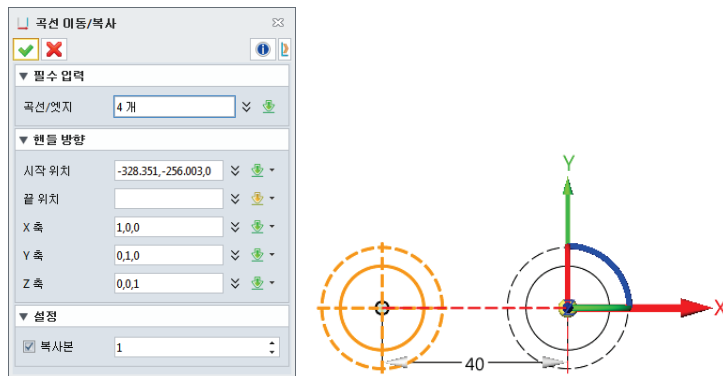 곡선 이동/복사
▼ 필수 입력
곡선/엣지 4 개
▼ 핸들 방향
시작 위치 -328.351,-256.003,0
끝 위치
X 축 1,0,0
Y 축 0,1,0
Z 축 0,0,1
▼ 설정
복사본 1
Y
X
40